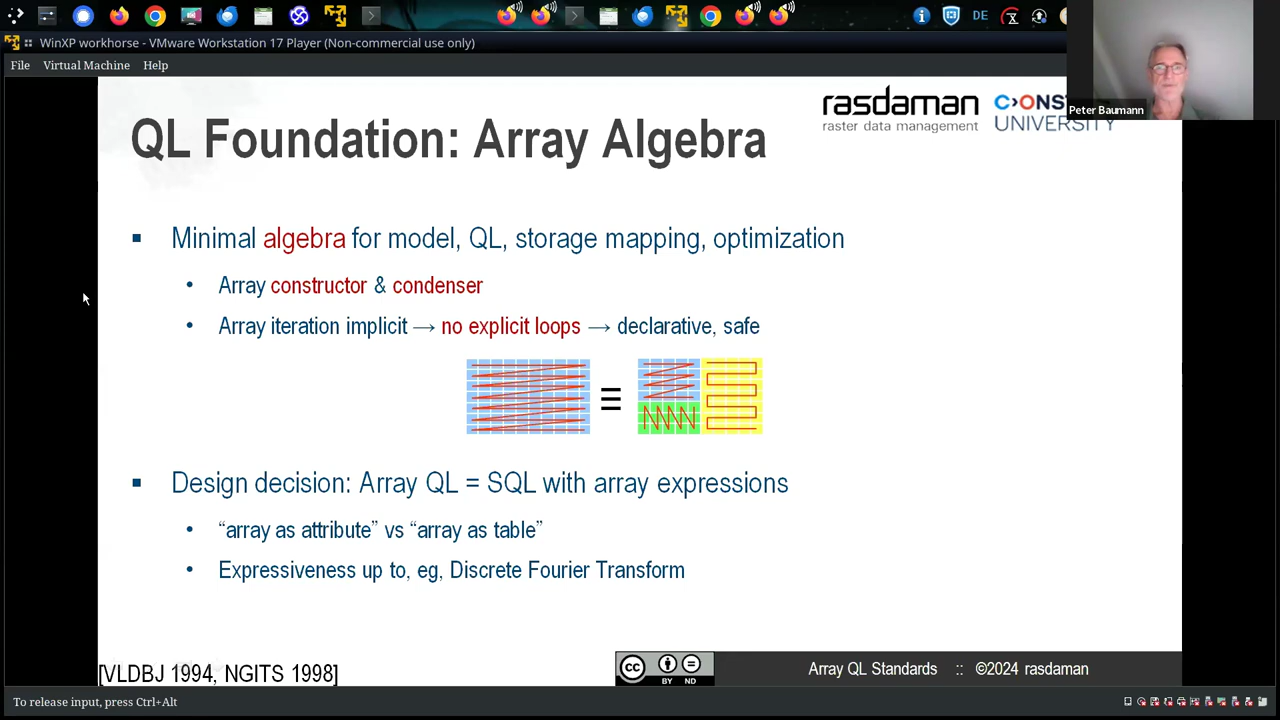 DE
WinXP workhorse - VMware Workstation 17 Player (Non-commercial use only)
File Virtual Machine Help
Peter Baumann
rasdaman
raster data management
C>ONS
UNIVERSITY
QL Foundation: Array Algebra
Minimal algebra for model, QL, storage mapping, optimization
Array constructor & condenser
Array iteration implicit → no explicit loops → declarative, safe
≡
Design decision: Array QL = SQL with array expressions
“array as attribute” vs “array as table”
Expressiveness up to, eg, Discrete Fourier Transform
[VLDBJ 1994, NGITS 1998]
cc BY ND
Array QL Standards :: ©2024 rasdaman
To release input, press Ctrl+Alt